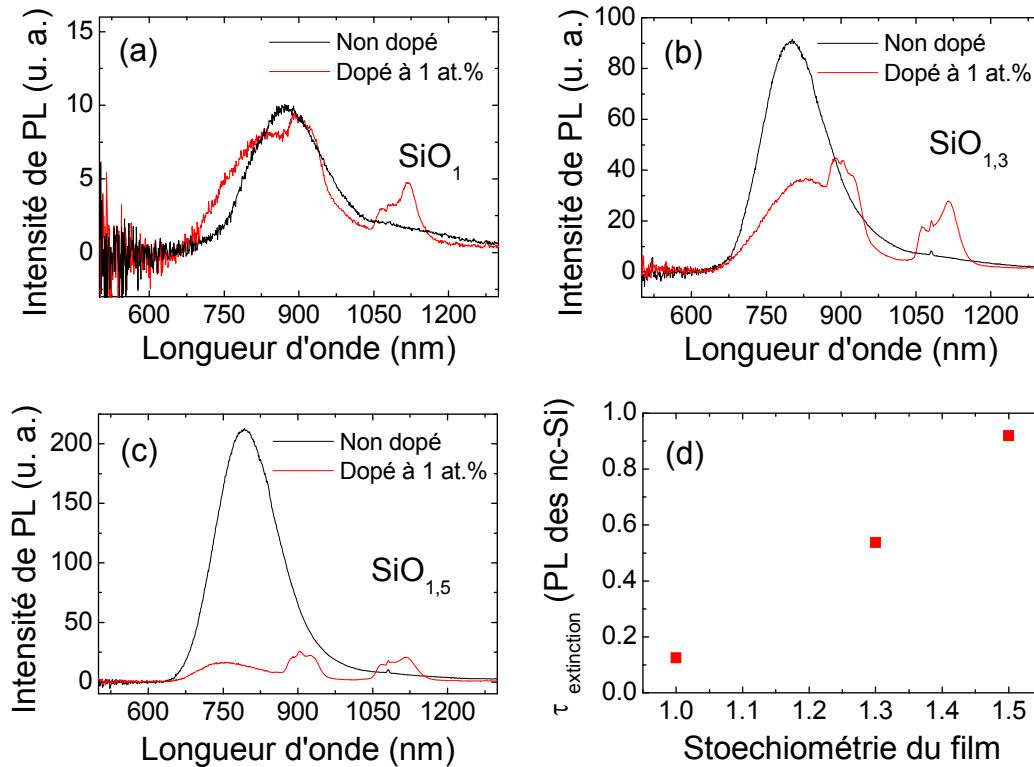 (a)
Non dopé
Dopé à 1 at.%
SiO1
Intensité de PL (u. a.)
15
10
5
0
600 750 900 1050 1200
Longueur d'onde (nm)
(b)
Non dopé
Dopé à 1 at.%
SiO1,3
Intensité de PL (u. a.)
100
80
60
40
20
0
600 750 900 1050 1200
Longueur d'onde (nm)
(c)
Non dopé
Dopé à 1 at.%
SiO1,5
Intensité de PL (u. a.)
200
150
100
50
25
0
600 750 900 1050 1200
Longueur d'onde (nm)
(d)
τ extinction (PL des nc-Si)
1.0
0.8
0.6
0.4
0.2
0.0
1.0 1.1 1.2 1.3 1.4 1.5
Stoechiométrie du film